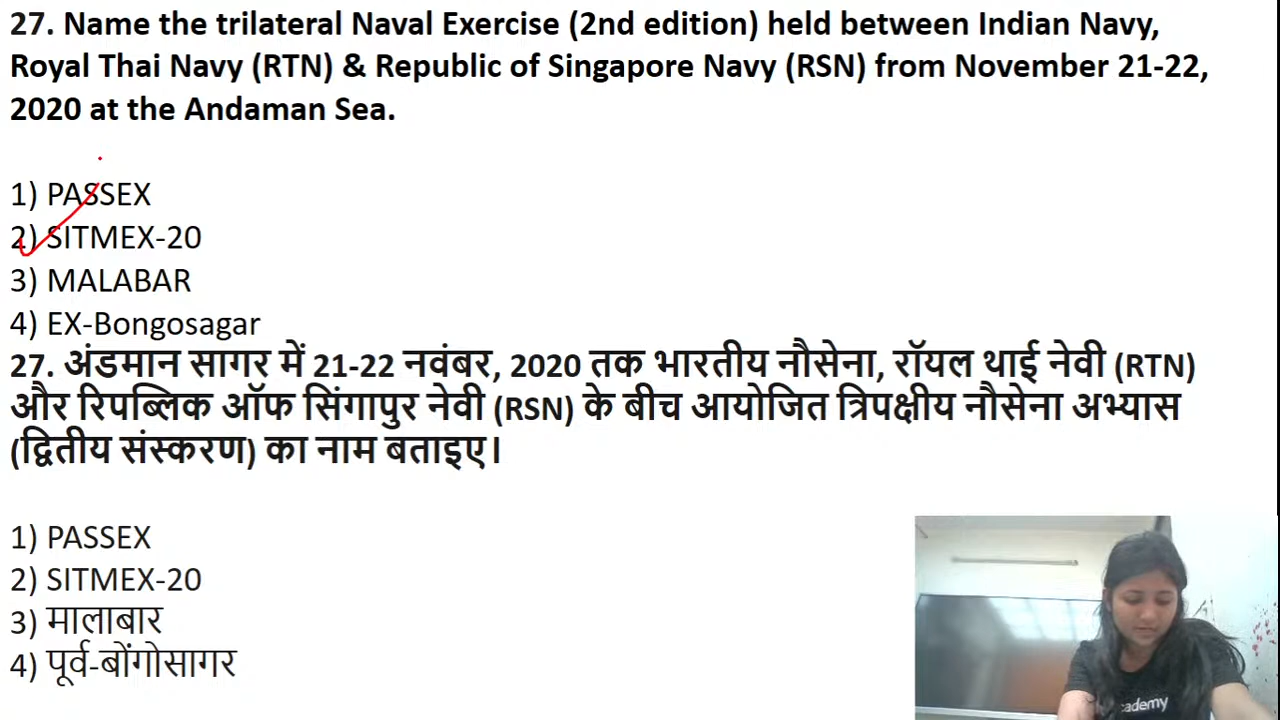 27. Name the trilateral Naval Exercise (2nd edition) held between Indian Navy,
Royal Thai Navy (RTN) & Republic of Singapore Navy (RSN) from November 21-22,
2020 at the Andaman Sea.
1) PASSEX
2) SITMEX-20
3) MALABAR
4) EX-Bongosagar
27. अंडमान सागर में 21-22 नवंबर, 2020 तक भारतीय नौसेना, रॉयल थाई नेवी (RTN)
और रिपब्लिक ऑफ सिंगापुर नेवी (RSN) के बीच आयोजित त्रिपक्षीय नौसेना अभ्यास
(द्वितीय संस्करण) का नाम बताइए।
1) PASSEX
2) SITMEX-20
3) मालाबार
4) पूर्व-बोंगोसागर
cademy